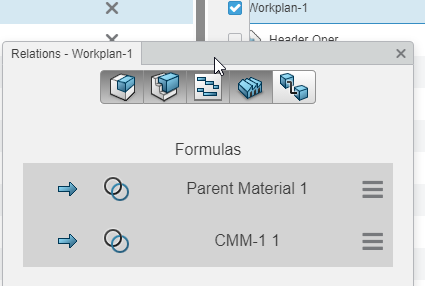 Workplan-1
Header Oper
Relations - Workplan-1
Formulas
Parent Material 1
CMM-1 1